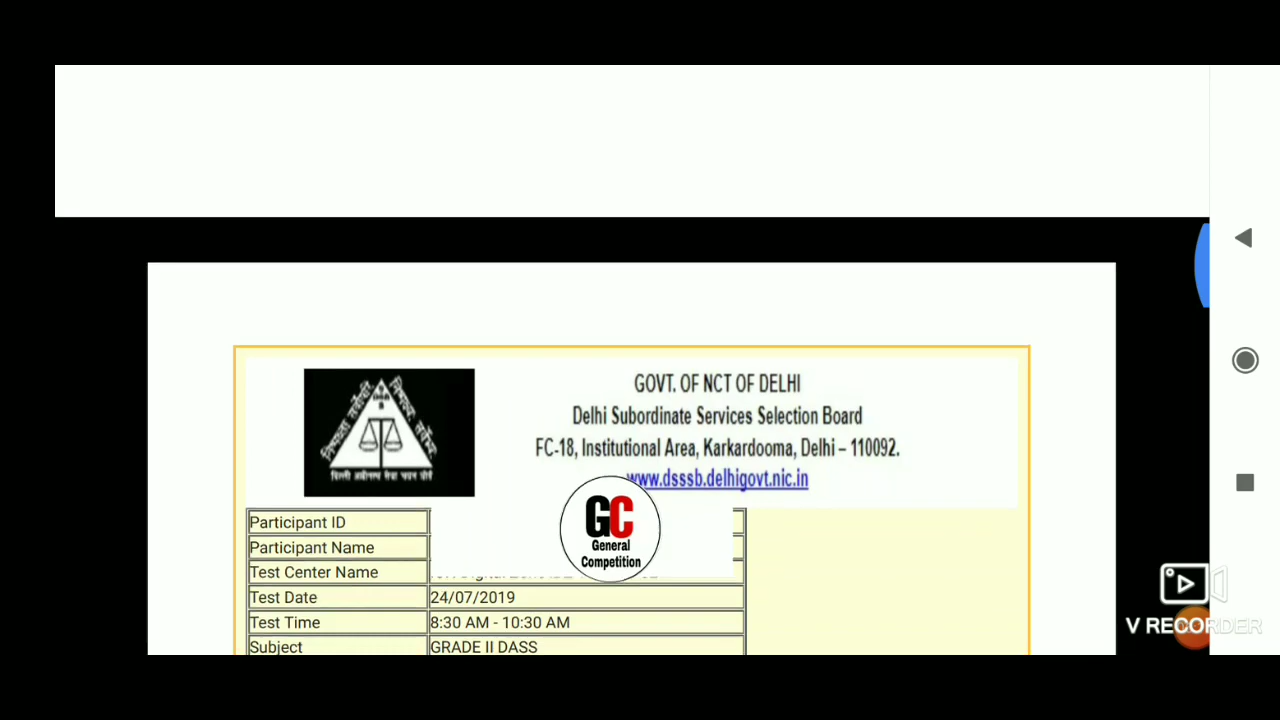 GOVT. OF NCT OF DELHI
Delhi Subordinate Services Selection Board
FC-18, Institutional Area, Karkardooma, Delhi – 110092.
www.dsssb.delhigovt.nic.in
Participant ID
Participant Name
Test Center Name
Test Date 24/07/2019
Test Time 8:30 AM - 10:30 AM
Subject GRADE II DASS
GC
General
Competition
V RECORDER